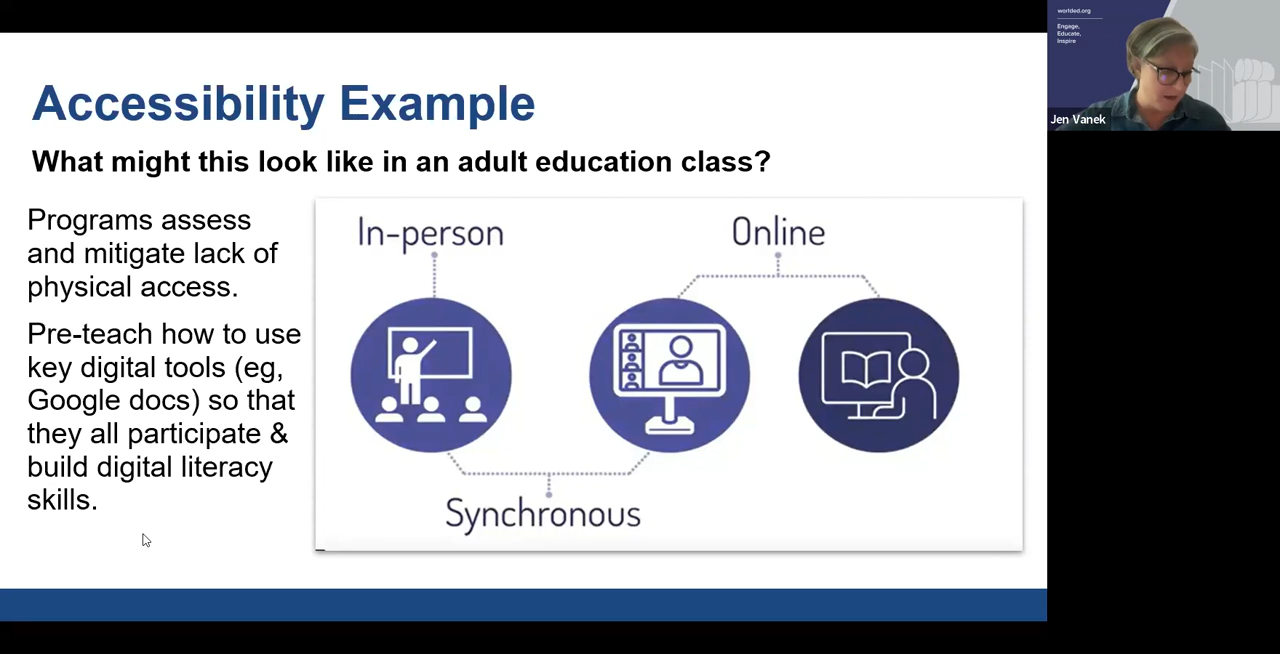 Accessibility Example
What might this look like in an adult education class?
Programs assess
and mitigate lack of
physical access.
Pre-teach how to use
key digital tools (eg,
Google docs) so that
they all participate &
build digital literacy
skills.
In-person
Online
Synchronous
worlded.org
Engage,
Educate,
Inspire
Jen Vanek